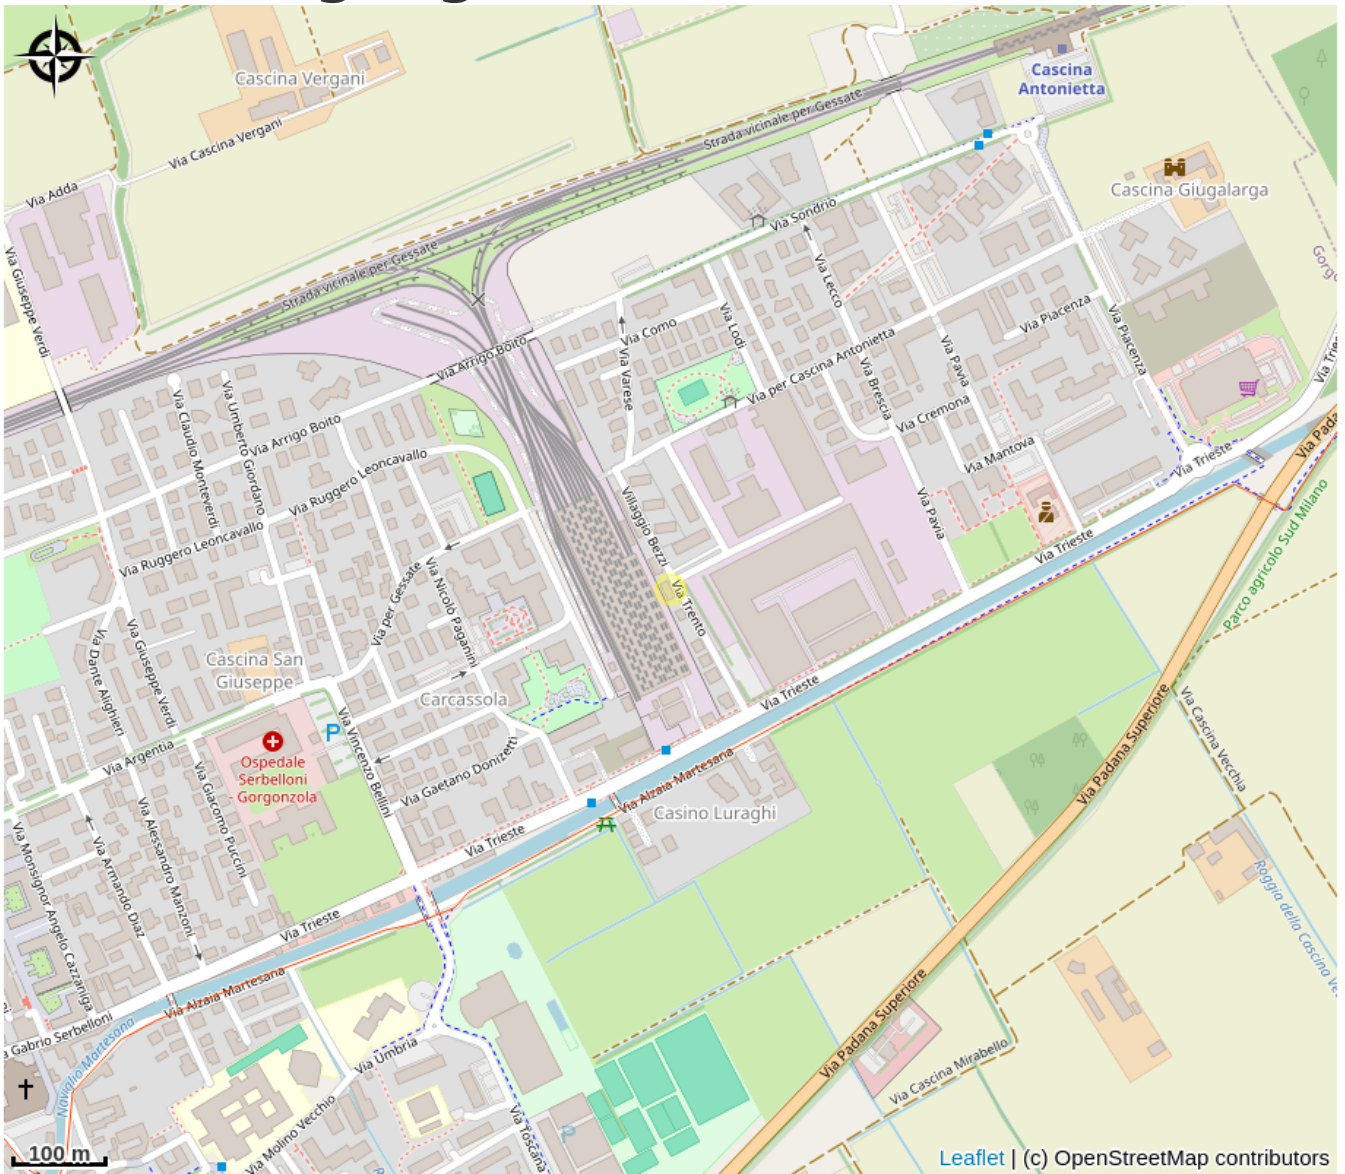 Cascina Vergani
Via Cascina Vergani
Via Adda
Strada vicinale per Gessate
Cascina
Antonietta
Cascina Giugalarga
Via Sondrio
Strada vicinale per Gessate
Via Giuseppe Verdi
Via Lecco
Via Lodi
Via Como
Via Varese
Via Arrigo Boito
Via per Cascina Antonietta
Via Piacenza
Via Piacenza
Via Pavia
Via Brescia
Via Cremona
Via Mantova
Via Trieste
Via Claudio Monteverdi
Via Umberto Giordano
Via Arrigo Boito
Via Ruggero Leoncavallo
Via Ruggero Leoncavallo
Villaggio Bezzi
Via Pavia
Via Trieste
Parco agricolo Sud Milano
Via per Gessate
Via Nicolò Paganini
Via Trento
Via Dante Alighieri
Via Giuseppe Verdi
Cascina San
Giuseppe
Carcassola
Via Trieste
Via Padana Superiore
Via Cascina Vecchia
Via Argentia
Ospedale
Serbelloni
- Gorgonzola
P
Via Vincenzo Bellini
Via Gaetano Donizetti
Via Alzaia Martesana
Casino Luraghi
Via Giacomo Puccini
Via Alessandro Manzoni
Via Armando Diaz
Via Monsignor Angelo Cazzaniga
Via Trieste
Via Trieste
Via Alzaia Martesana
a Gabrio Serbelloni
Naviglio Martesana
Via Umbria
Via Molino Vecchio
Via Toscana
P
Via Padana Superiore
Via Cascina Mirabello
Roggia della Cascina Ve
100 m
Leaflet | (c) OpenStreetMap contributors